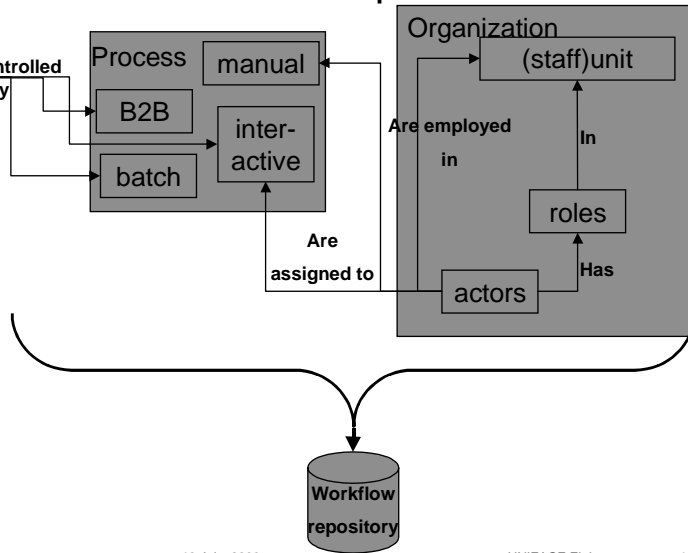 Organization
Process
manual
(staff)unit
B2B
inter-
active
Are employed
in
In
batch
roles
Are
assigned to
Has
actors
Workflow
repository